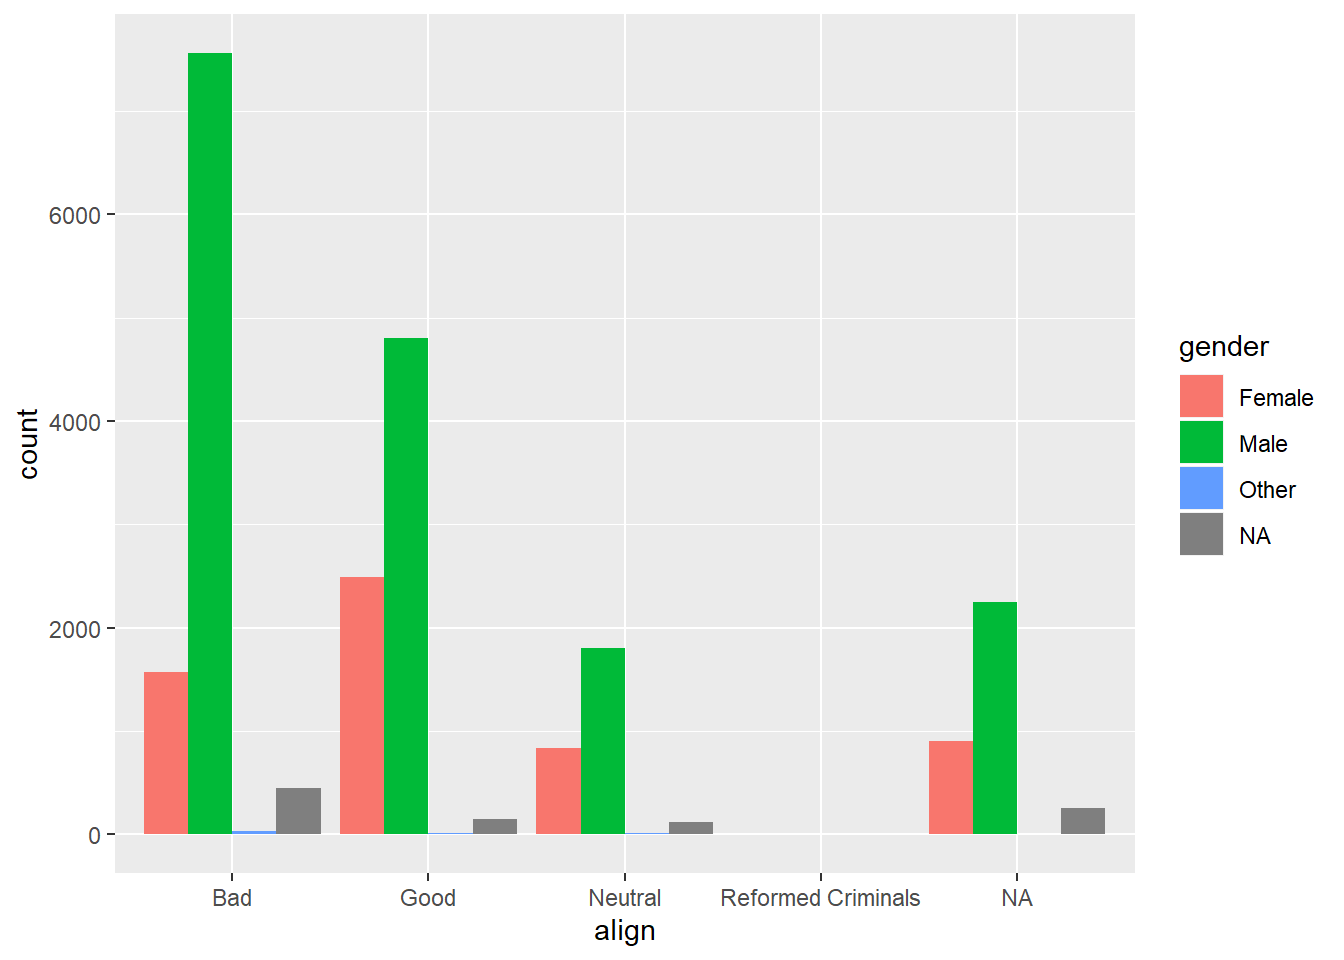 6000
4000
2000
0
count
Bad Good Neutral Reformed Criminals NA
align
gender
Female
Male
Other
NA